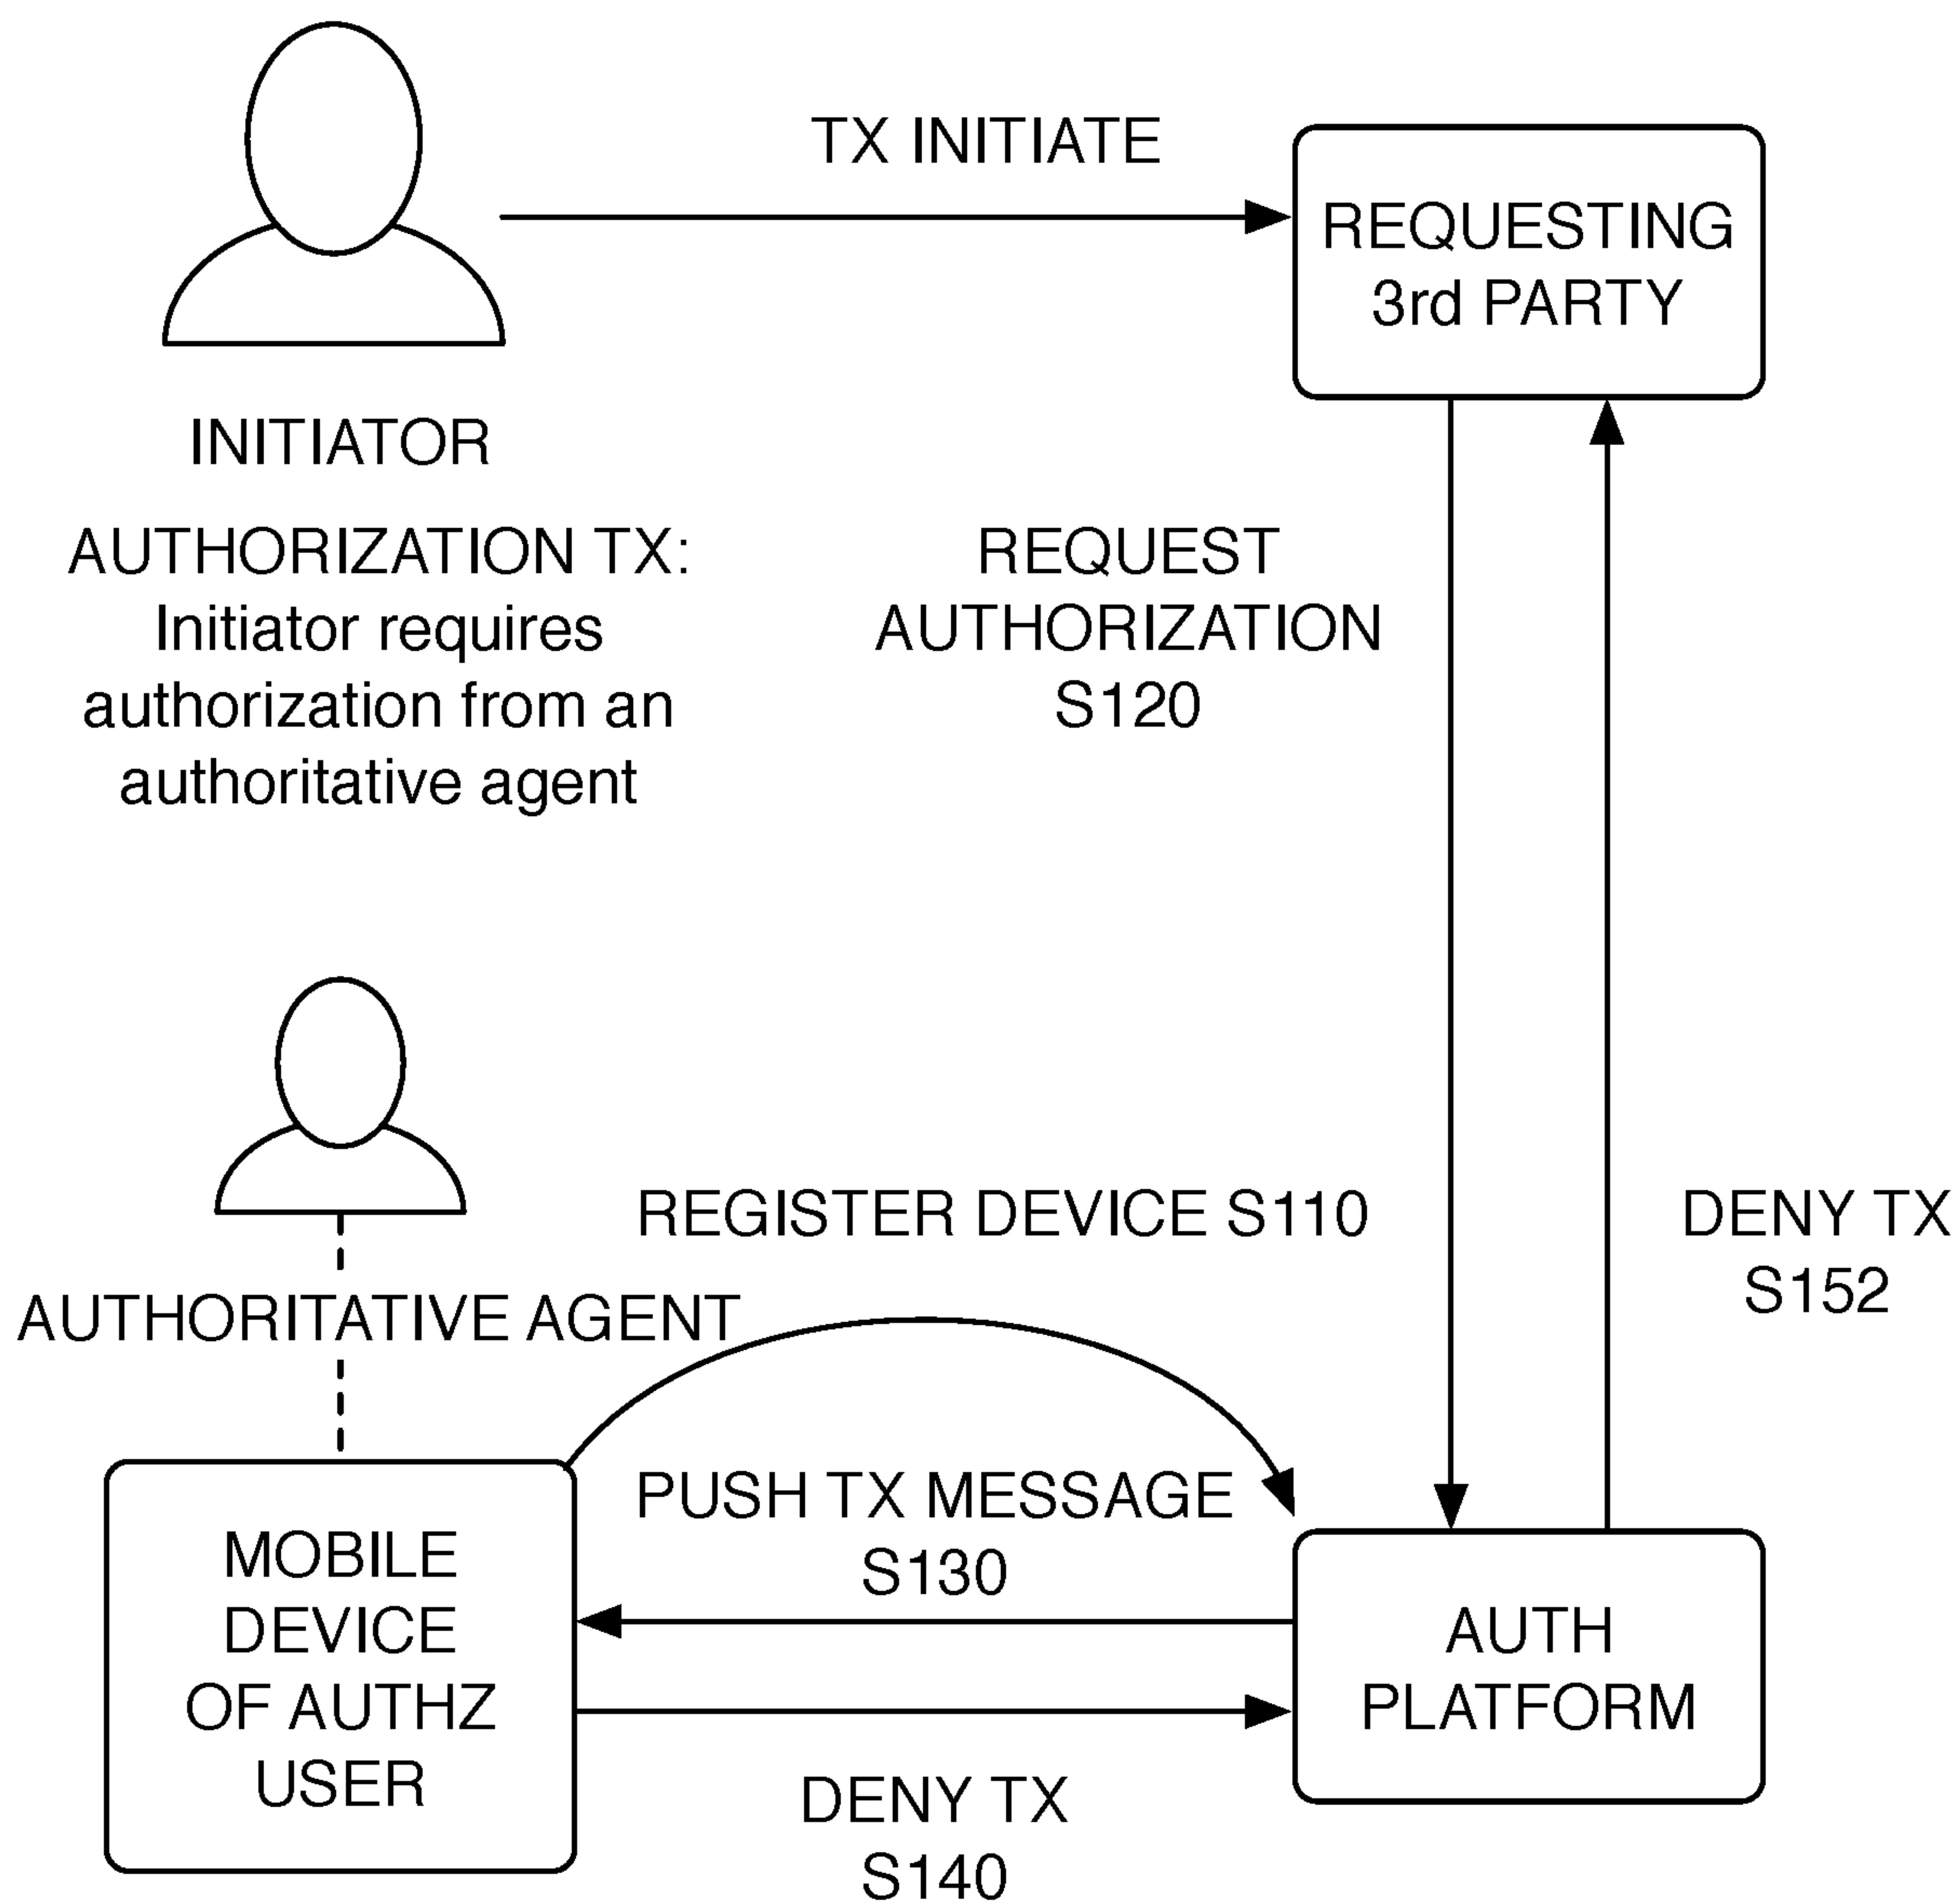 TX INITIATE
REQUESTING
3rd PARTY
INITIATOR
AUTHORIZATION TX:
Initiator requires
authorization from an
authoritative agent
REQUEST
AUTHORIZATION
S120
REGISTER DEVICE S110
DENY TX
S152
AUTHORITATIVE AGENT
PUSH TX MESSAGE
S130
MOBILE
DEVICE
OF AUTHZ
USER
AUTH
PLATFORM
DENY TX
S140